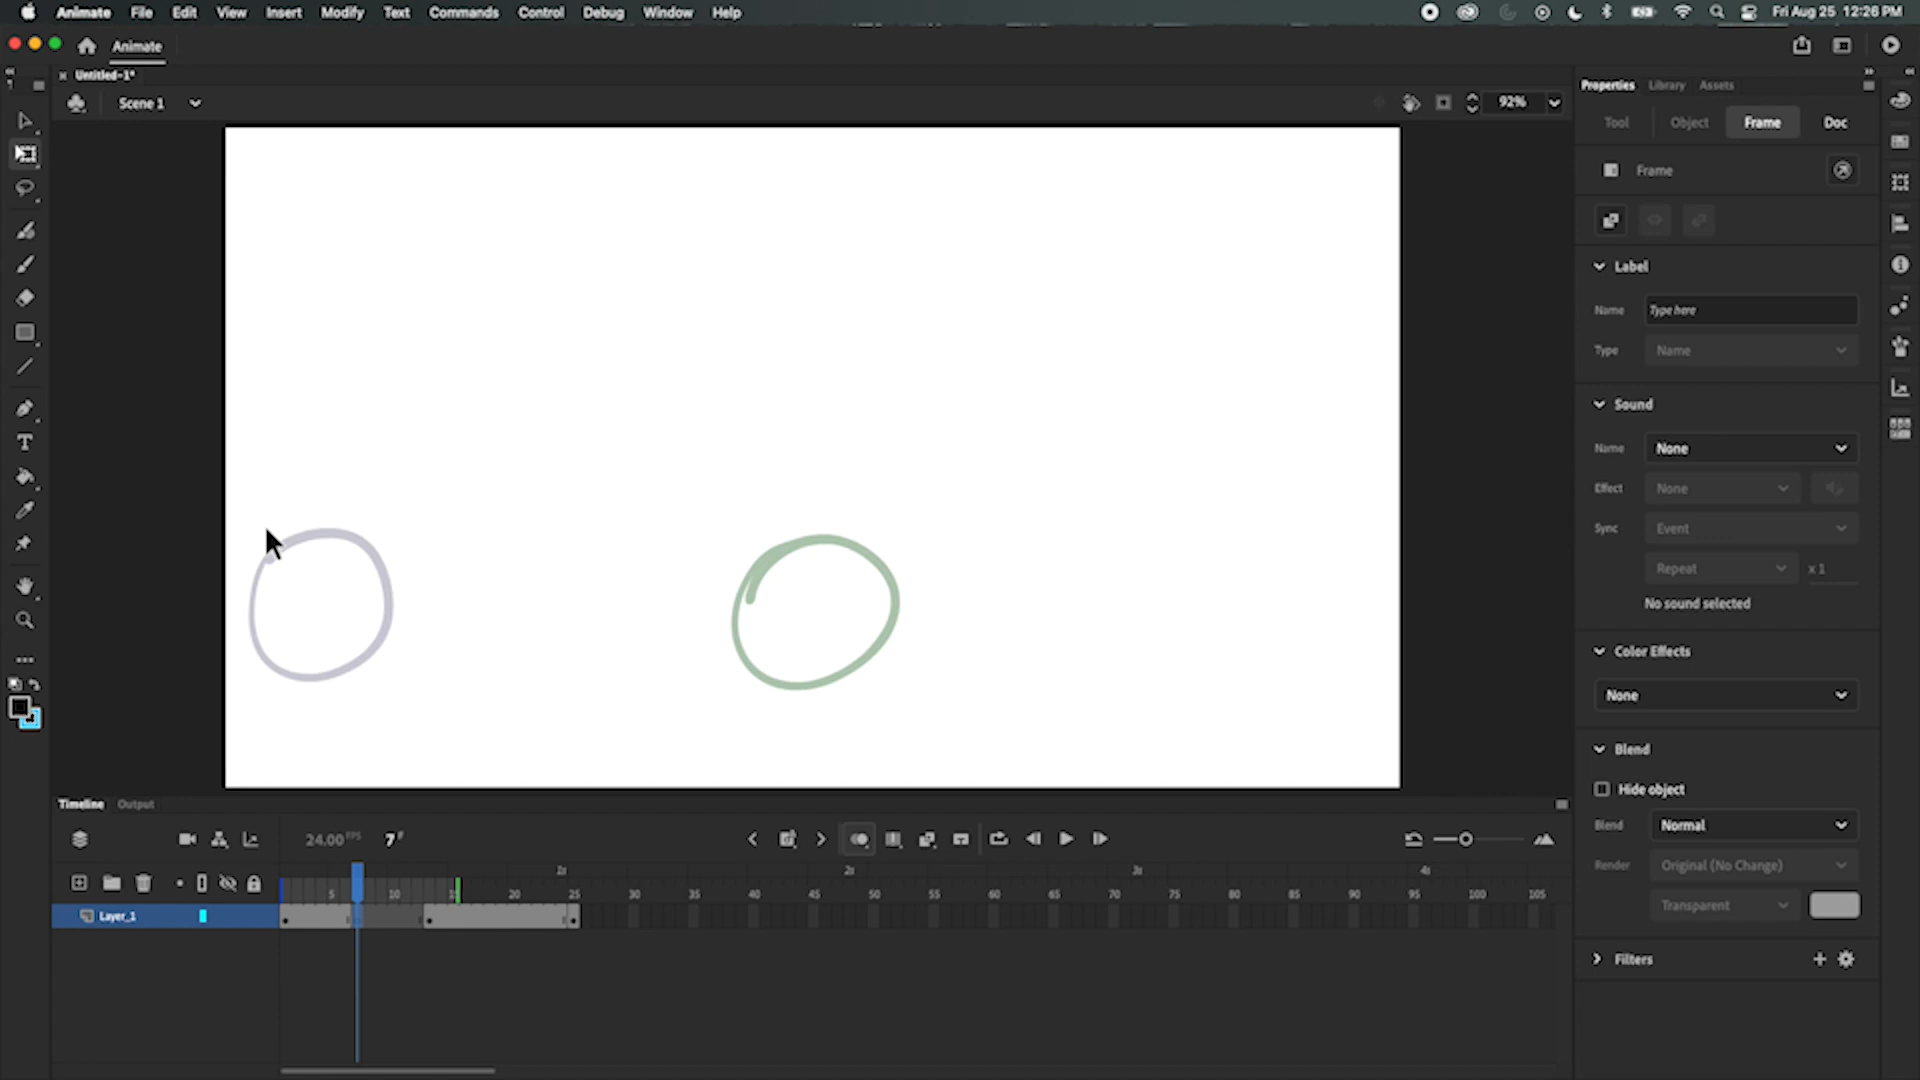 Animate File Edit View Insert Modify Text Commands Control Debug Window Help Fri Aug 25 12:26 PM
Animate
Untitled-1*
Scene 1 92%
Properties Library Assets
Tool Object Frame Doc
Frame
Label
Name Type here
Type Name
Sound
Name None
Effect None
Sync Event
Repeat x 1
No sound selected
Color Effects
None
Blend
Hide object
Blend Normal
Render Original (No Change)
Transparent
Filters
Timeline Output
24.00 FPS 7 F
1s 2s 3s 4s
5 10 20 25 30 35 40 45 50 55 60 65 70 75 80 85 90 95 100 105
Layer_1
T